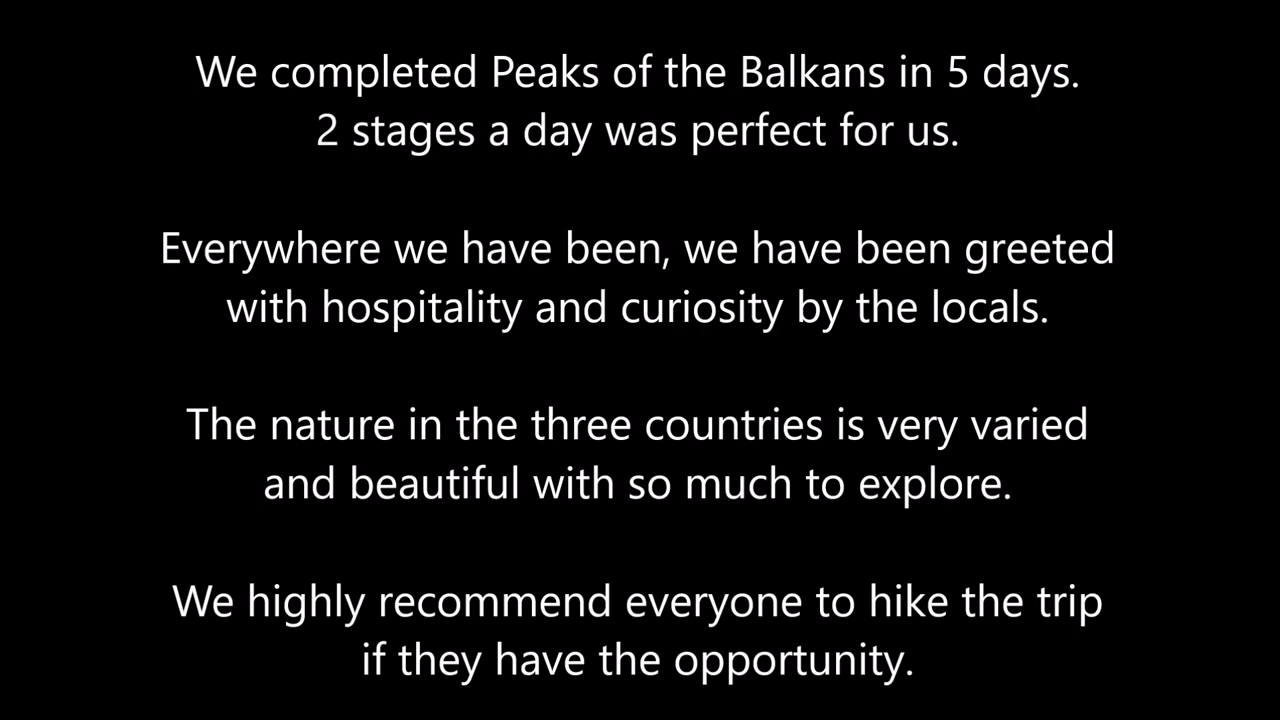 We completed Peaks of the Balkans in 5 days.
2 stages a day was perfect for us.
Everywhere we have been, we have been greeted
with hospitality and curiosity by the locals.
The nature in the three countries is very varied
and beautiful with so much to explore.
We highly recommend everyone to hike the trip
if they have the opportunity.